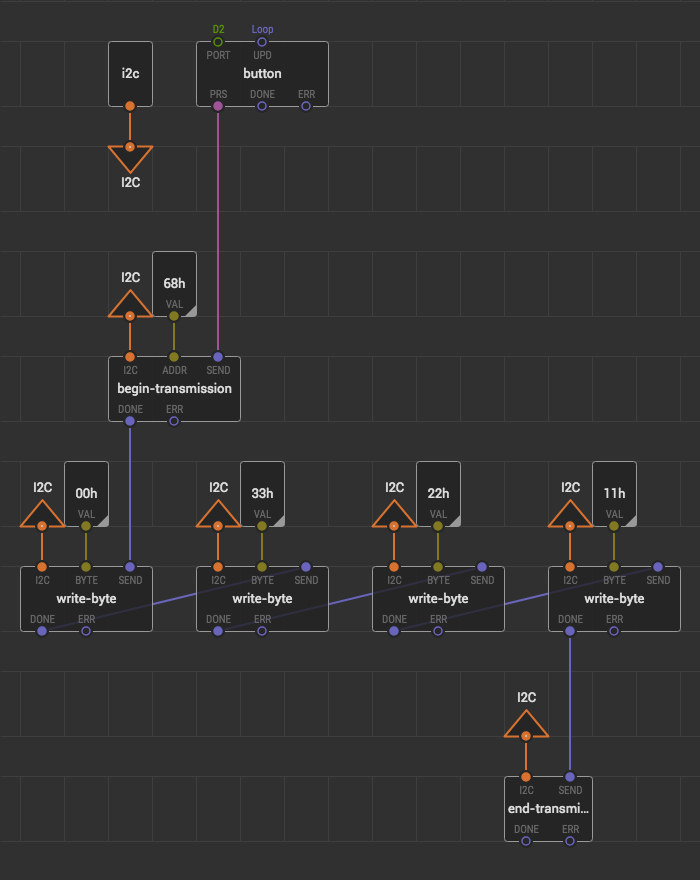 D2 Loop
PORT UPD
i2c button
PRS DONE ERR
I2C
I2C 68h
VAL
I2C ADDR SEND
begin-transmission
DONE ERR
I2C 00h I2C 33h I2C 22h I2C 11h
VAL VAL VAL VAL
I2C BYTE SEND I2C BYTE SEND I2C BYTE SEND I2C BYTE SEND
write-byte write-byte write-byte write-byte
DONE ERR DONE ERR DONE ERR DONE ERR
I2C
I2C SEND
end-transmi...
DONE ERR